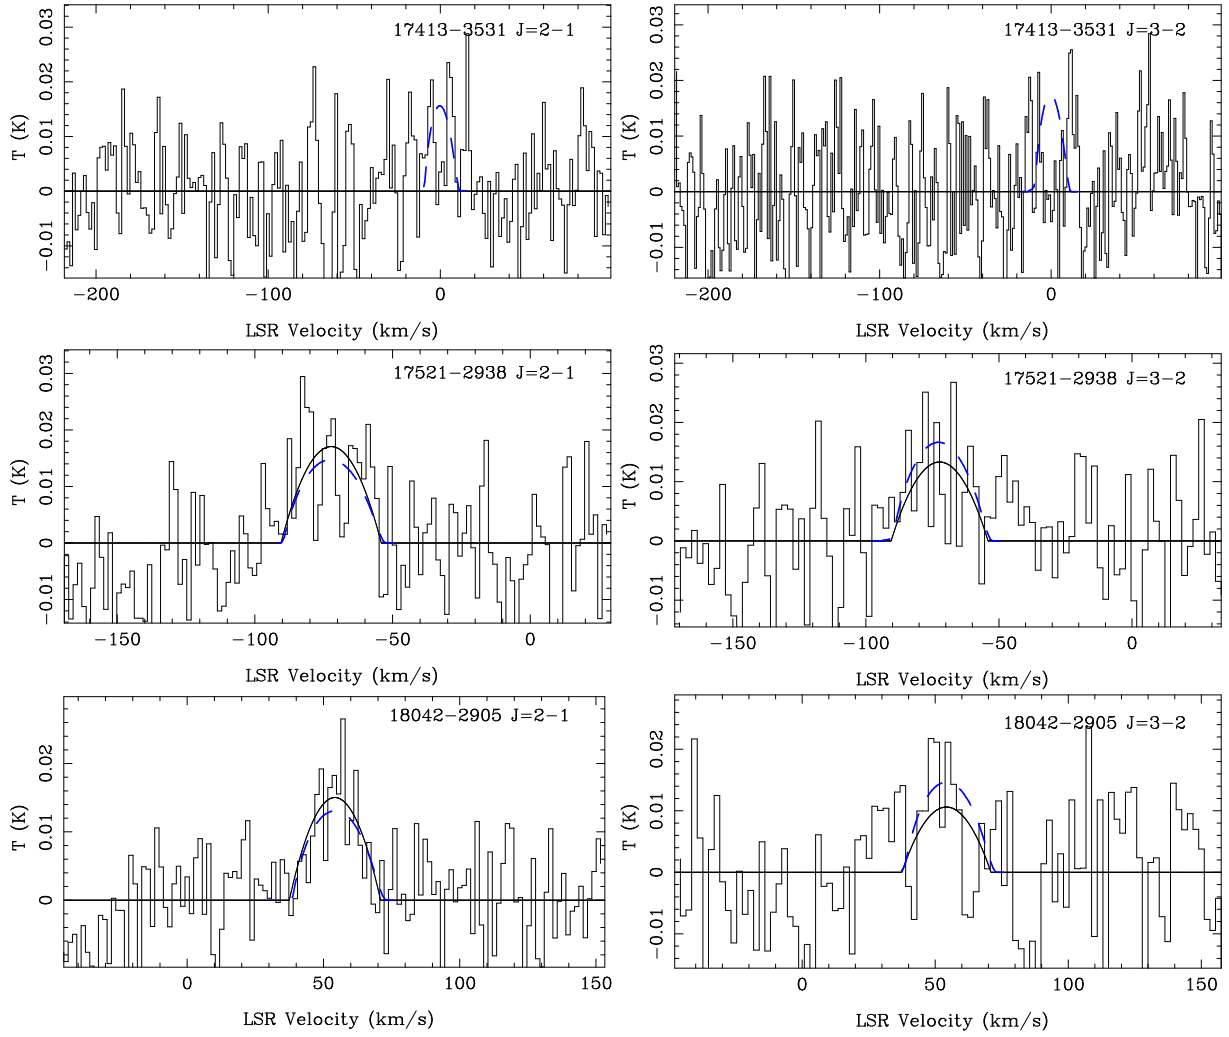 17413−3531 J=2−1
T (K)
0.03
0.02
0.01
0
−0.01
−200
−100
0
LSR Velocity (km/s)
17413−3531 J=3−2
T (K)
0.03
0.02
0.01
0
−0.01
−200
−100
0
LSR Velocity (km/s)
17521−2938 J=2−1
T (K)
0.03
0.02
0.01
0
−0.01
−150
−100
−50
0
LSR Velocity (km/s)
17521−2938 J=3−2
T (K)
0.03
0.02
0.01
0
−0.01
−150
−100
−50
0
LSR Velocity (km/s)
18042−2905 J=2−1
T (K)
0.02
0.01
0
0
50
100
150
LSR Velocity (km/s)
18042−2905 J=3−2
T (K)
0.02
0.01
0
−0.01
0
50
100
150
LSR Velocity (km/s)